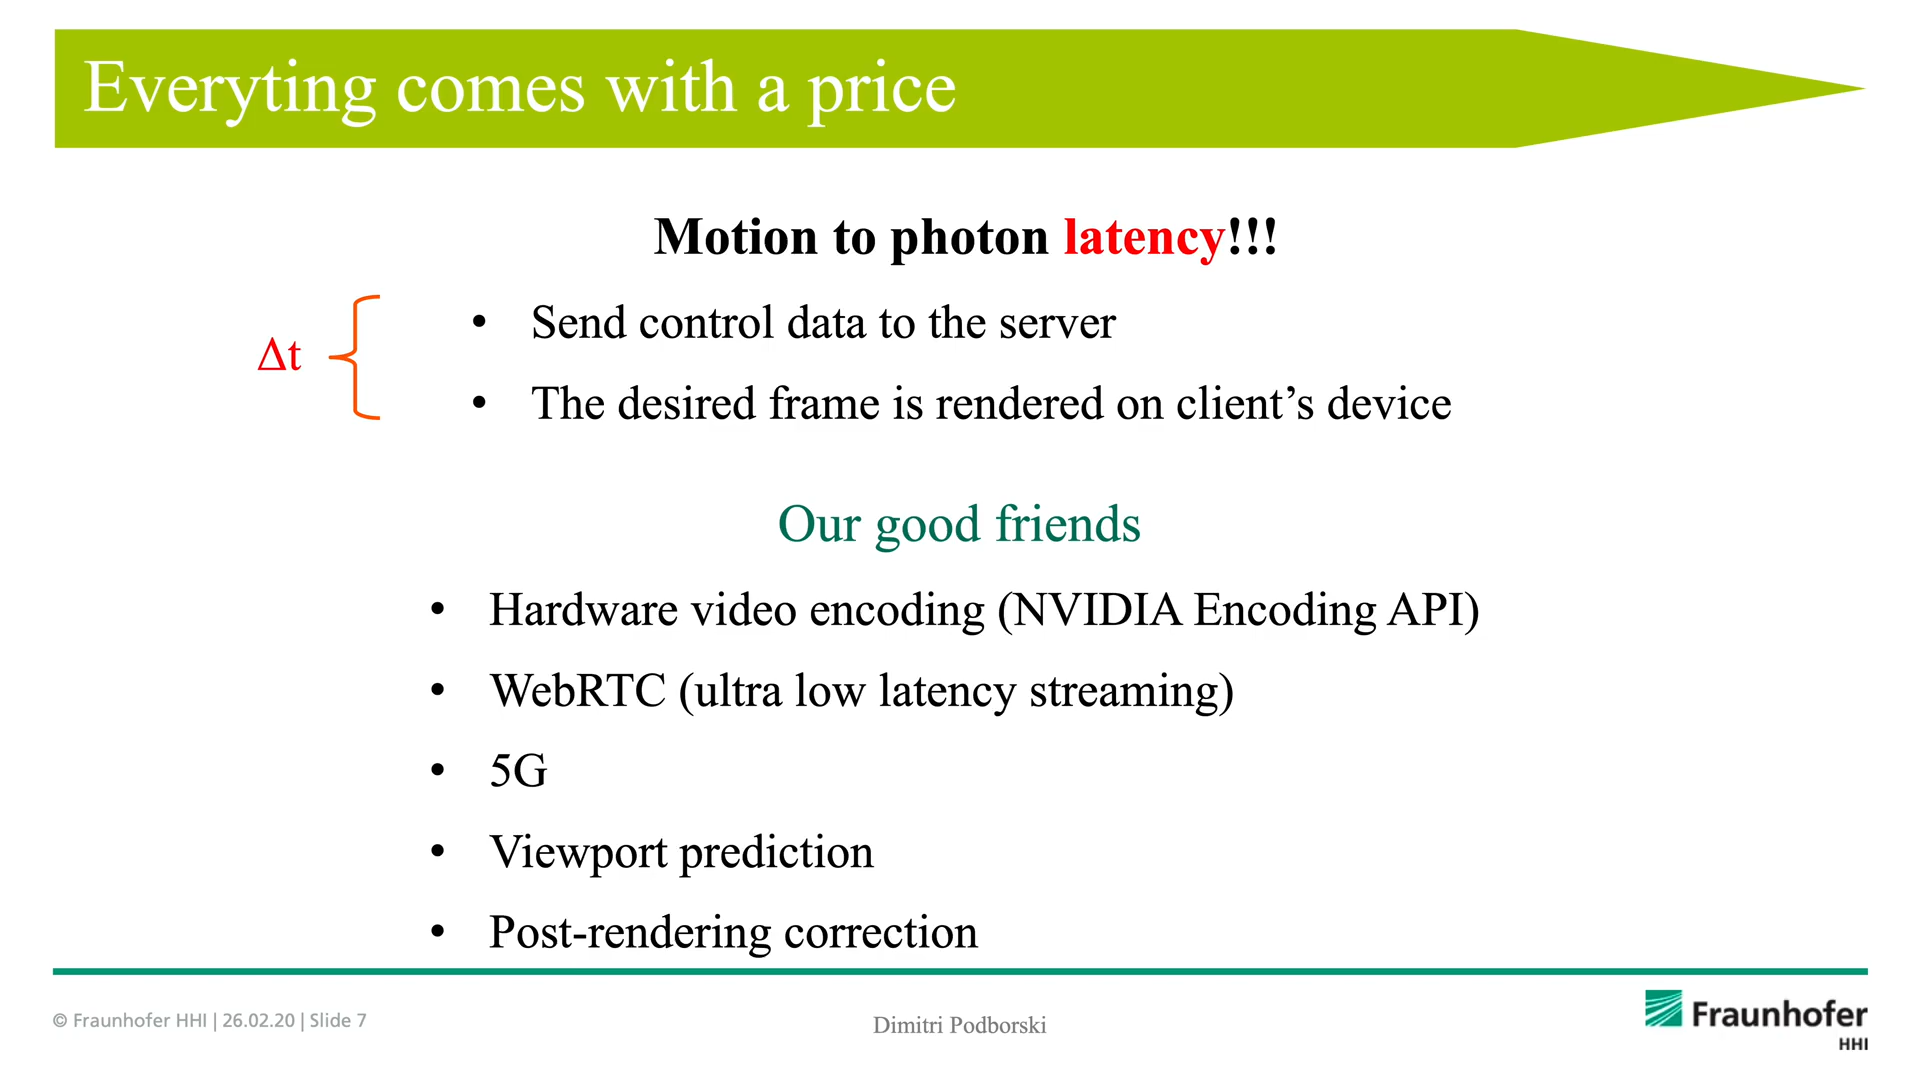 Everyting comes with a price
Motion to photon latency!!!
Δt
• Send control data to the server
• The desired frame is rendered on client’s device
Our good friends
• Hardware video encoding (NVIDIA Encoding API)
• WebRTC (ultra low latency streaming)
• 5G
• Viewport prediction
• Post-rendering correction
© Fraunhofer HHI | 26.02.20 | Slide 7
Dimitri Podborski
Fraunhofer
HHI